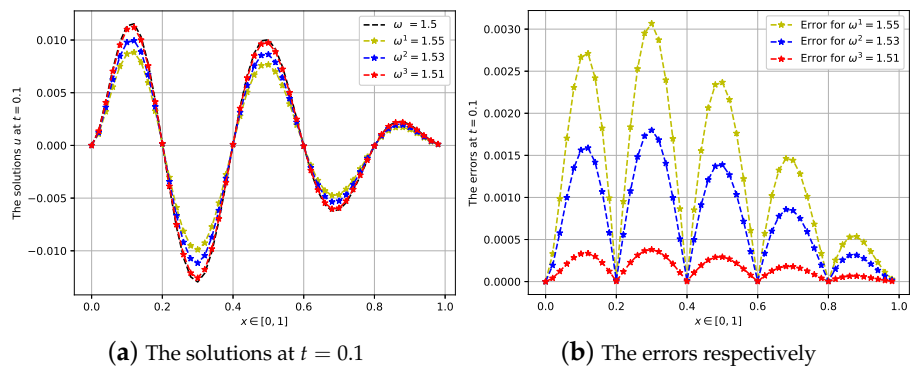 The solutions u at t = 0.1
0.010
0.005
0.000
−0.005
−0.010
ω = 1.5
ω¹ = 1.55
ω² = 1.53
ω³ = 1.51
0.0 0.2 0.4 0.6 0.8 1.0
x ∈ [0, 1]
(a) The solutions at t = 0.1
The errors at t = 0.1
0.0030
0.0025
0.0020
0.0015
0.0010
0.0005
0.0000
Error for ω¹ = 1.55
Error for ω² = 1.53
Error for ω³ = 1.51
0.0 0.2 0.4 0.6 0.8 1.0
x ∈ [0, 1]
(b) The errors respectively